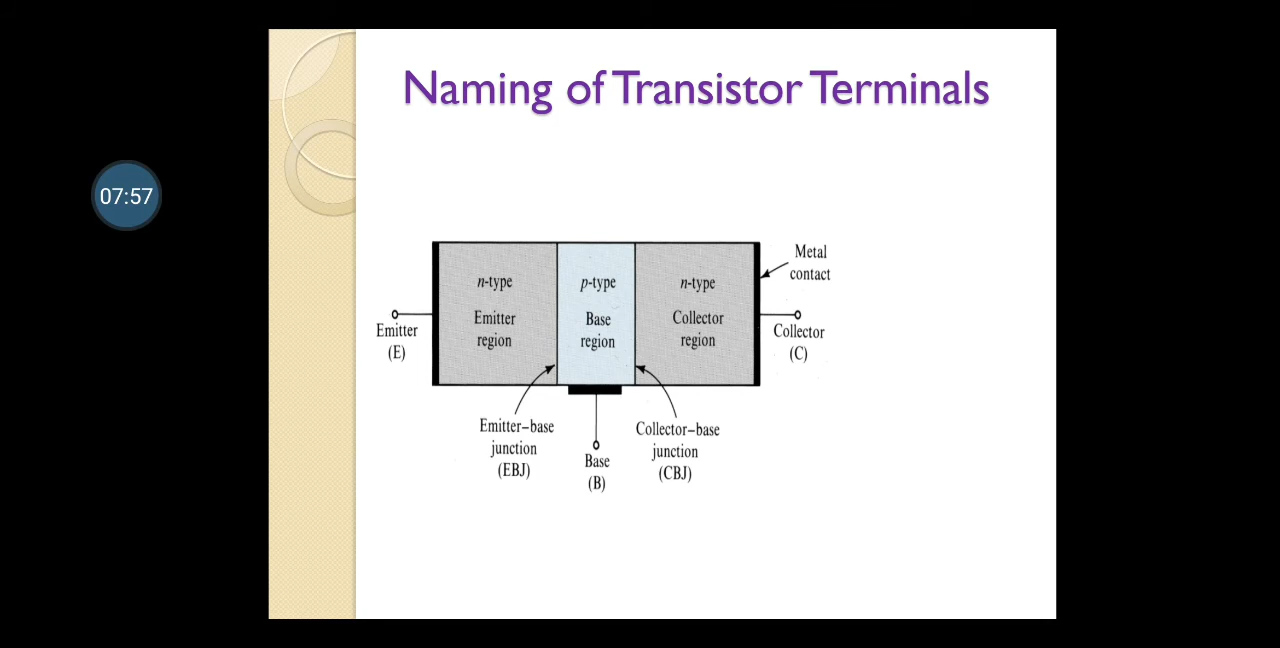 Naming of Transistor Terminals
07:57
Metal
contact
n-type
p-type
n-type
Emitter
region
Base
region
Collector
region
Emitter
(E)
Collector
(C)
Emitter–base
junction
(EBJ)
Base
(B)
Collector–base
junction
(CBJ)